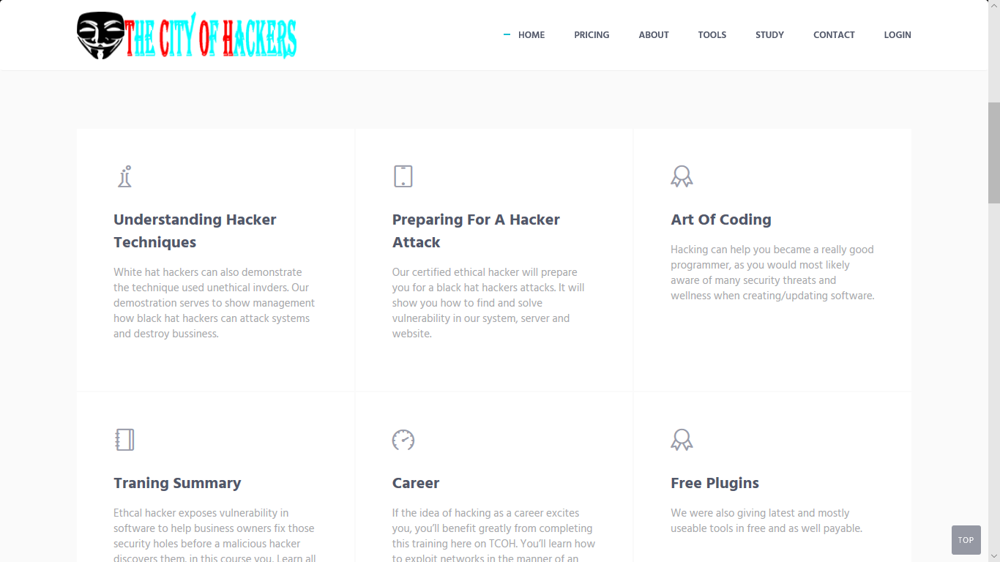 THE CITY OF HACKERS
HOME PRICING ABOUT TOOLS STUDY CONTACT LOGIN
Understanding Hacker
Techniques
White hat hackers can also demonstrate
the technique used unethical invders. Our
demostration serves to show management
how black hat hackers can attack systems
and destroy bussiness.
Preparing For A Hacker
Attack
Our certified ethical hacker will prepare
you for a black hat hackers attacks. It will
show you how to find and solve
vulnerability in our system, server and
website.
Art Of Coding
Hacking can help you became a really good
programmer, as you would most likely
aware of many security threats and
wellness when creating/updating software.
Traning Summary
Ethcal hacker exposes vulnerability in
software to help business owners fix those
security holes before a malicious hacker
discovers them. in this course you. Learn all
Career
If the idea of hacking as a career excites
you, you’ll benefit greatly from completing
this training here on TCOH. You’ll learn how
to exploit networks in the manner of an
Free Plugins
We were also giving latest and mostly
useable tools in free and as well payable.
TOP